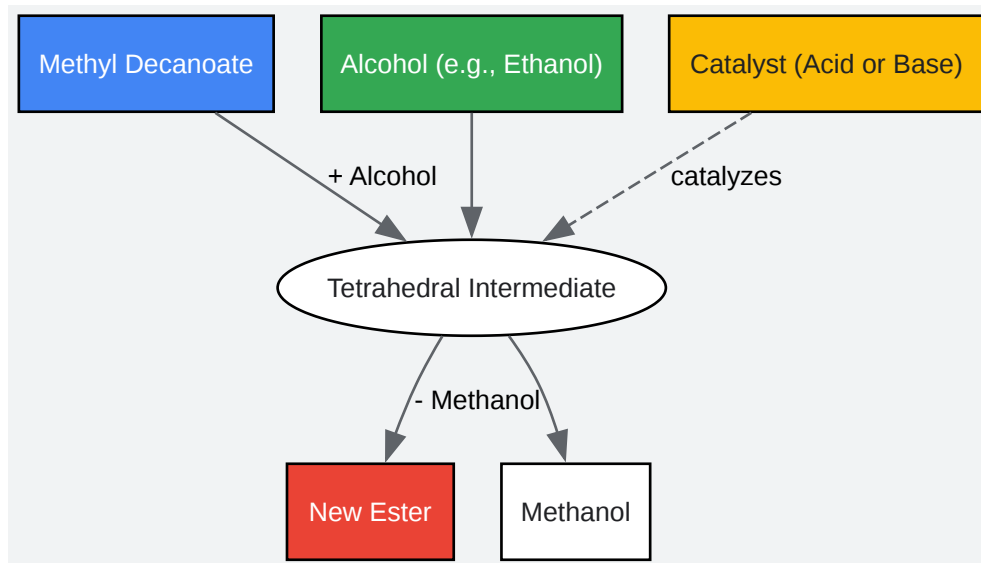 Methyl Decanoate
Alcohol (e.g., Ethanol)
Catalyst (Acid or Base)
+ Alcohol
catalyzes
Tetrahedral Intermediate
- Methanol
New Ester
Methanol